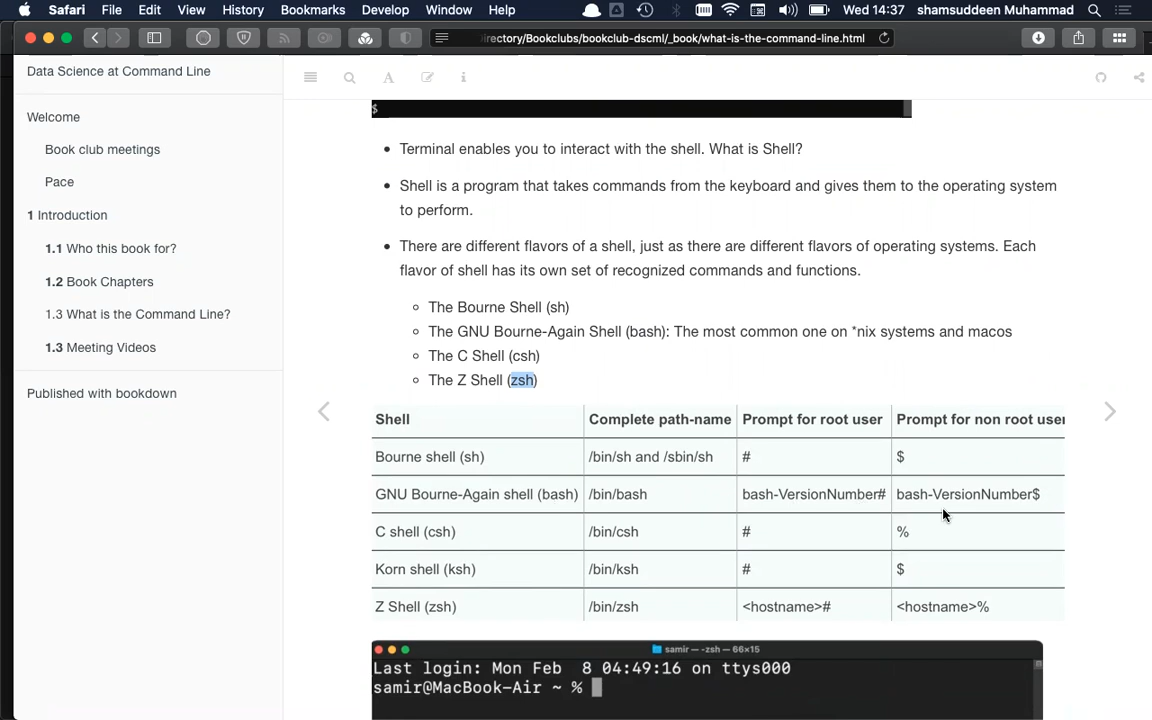 Safari File Edit View History Bookmarks Develop Window Help Wed 14:37 shamsuddeen Muhammad
irectory/Bookclubs/bookclub-dscml/_book/what-is-the-command-line.html
Data Science at Command Line
Welcome
Book club meetings
Pace
1 Introduction
1.1 Who this book for?
1.2 Book Chapters
1.3 What is the Command Line?
1.3 Meeting Videos
Published with bookdown
A
$
Terminal enables you to interact with the shell. What is Shell?
Shell is a program that takes commands from the keyboard and gives them to the operating system
to perform.
There are different flavors of a shell, just as there are different flavors of operating systems. Each
flavor of shell has its own set of recognized commands and functions.
The Bourne Shell (sh)
The GNU Bourne-Again Shell (bash): The most common one on *nix systems and macos
The C Shell (csh)
The Z Shell (zsh)
Shell Complete path-name Prompt for root user Prompt for non root user
Bourne shell (sh) /bin/sh and /sbin/sh # $
GNU Bourne-Again shell (bash) /bin/bash bash-VersionNumber# bash-VersionNumber$
C shell (csh) /bin/csh # %
Korn shell (ksh) /bin/ksh # $
Z Shell (zsh) /bin/zsh <hostname># <hostname>%
samir — -zsh — 66×15
Last login: Mon Feb  8 04:49:16 on ttys000
samir@MacBook-Air ~ %